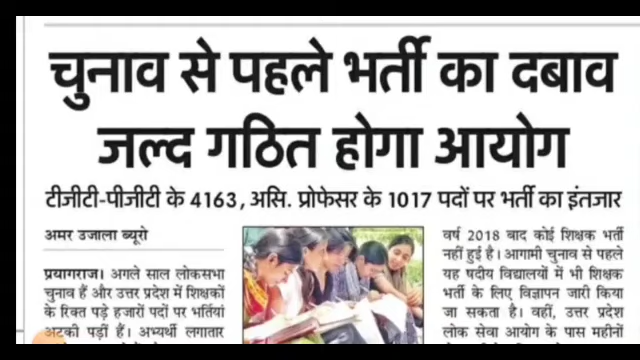 चुनाव से पहले भर्ती का दबाव
जल्द गठित होगा आयोग
टीजीटी-पीजीटी के 4163, असि. प्रोफेसर के 1017 पदों पर भर्ती का इंतजार
अमर उजाला ब्यूरो
प्रयागराज। अगले साल लोकसभा
चुनाव हैं और उत्तर प्रदेश में शिक्षकों
के रिक्त पड़े हजारों पदों पर भर्तियां
अटकी पड़ीं हैं। अभ्यर्थी लगातार
वर्ष 2018 बाद कोई शिक्षक भर्ती
नहीं हुई है। आगामी चुनाव से पहले
यह षदीय विद्यालयों में भी शिक्षक
भर्ती के लिए विज्ञापन जारी किया
जा सकता है। वहीं, उत्तर प्रदेश
लोक सेवा आयोग के पास महीनों